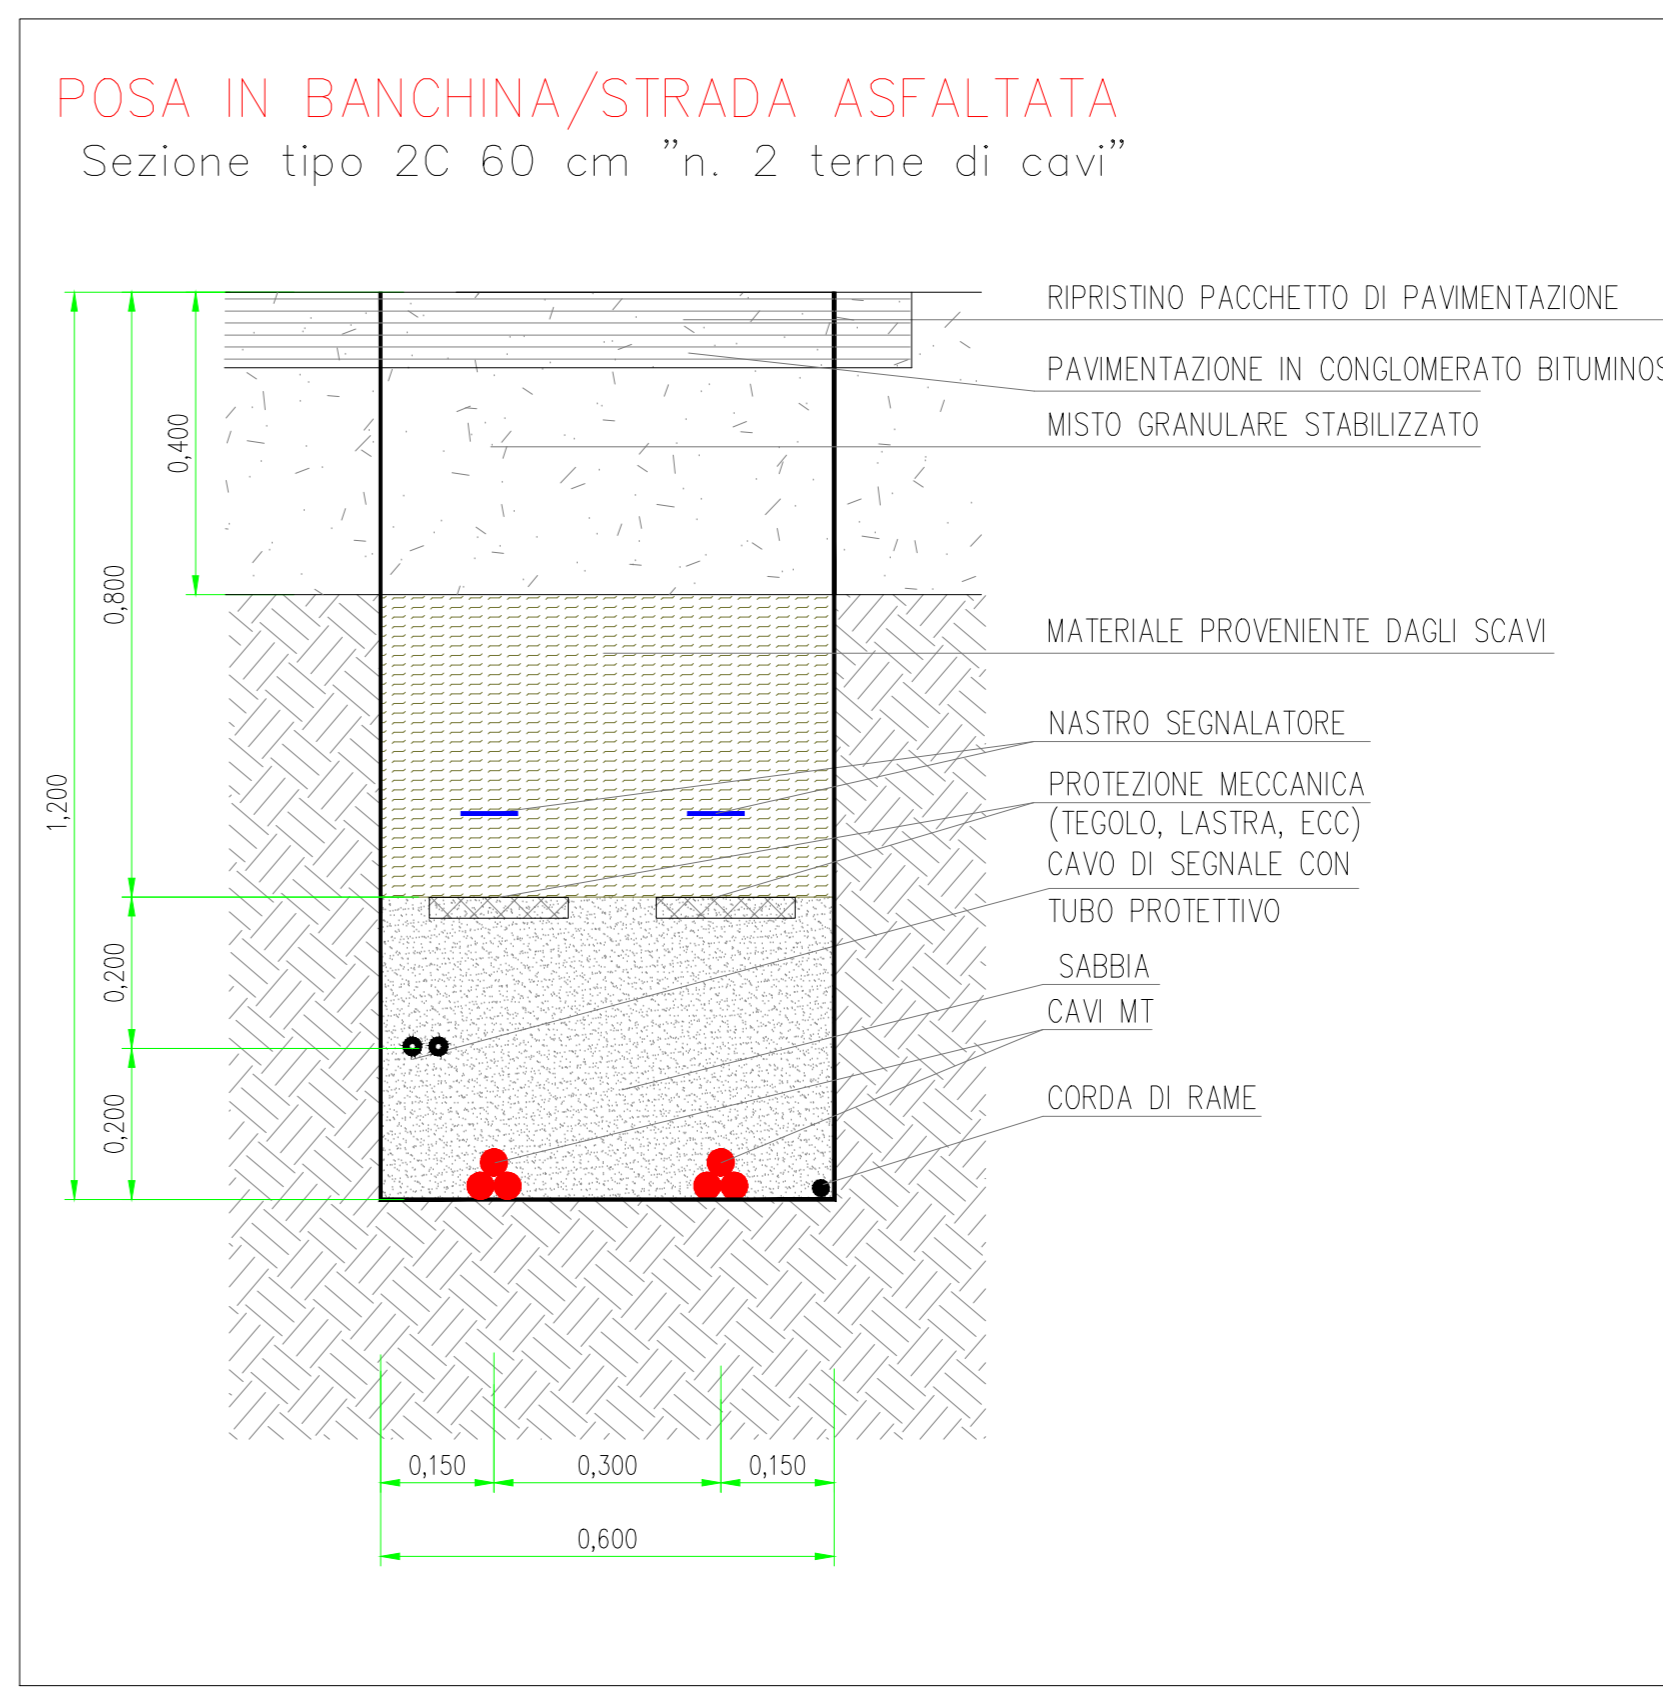 POSA IN BANCHINA/STRADA ASFALTATA
Sezione tipo 2C 60 cm "n. 2 terne di cavi"
RIPRISTINO PACCHETTO DI PAVIMENTAZIONE
PAVIMENTAZIONE IN CONGLOMERATO BITUMINOS
MISTO GRANULARE STABILIZZATO
0,400
0,800
MATERIALE PROVENIENTE DAGLI SCAVI
NASTRO SEGNALATORE
1,200
PROTEZIONE MECCANICA
(TEGOLO, LASTRA, ECC)
CAVO DI SEGNALE CON
TUBO PROTETTIVO
0,200
SABBIA
CAVI MT
0,200
CORDA DI RAME
0,150
0,300
0,150
0,600